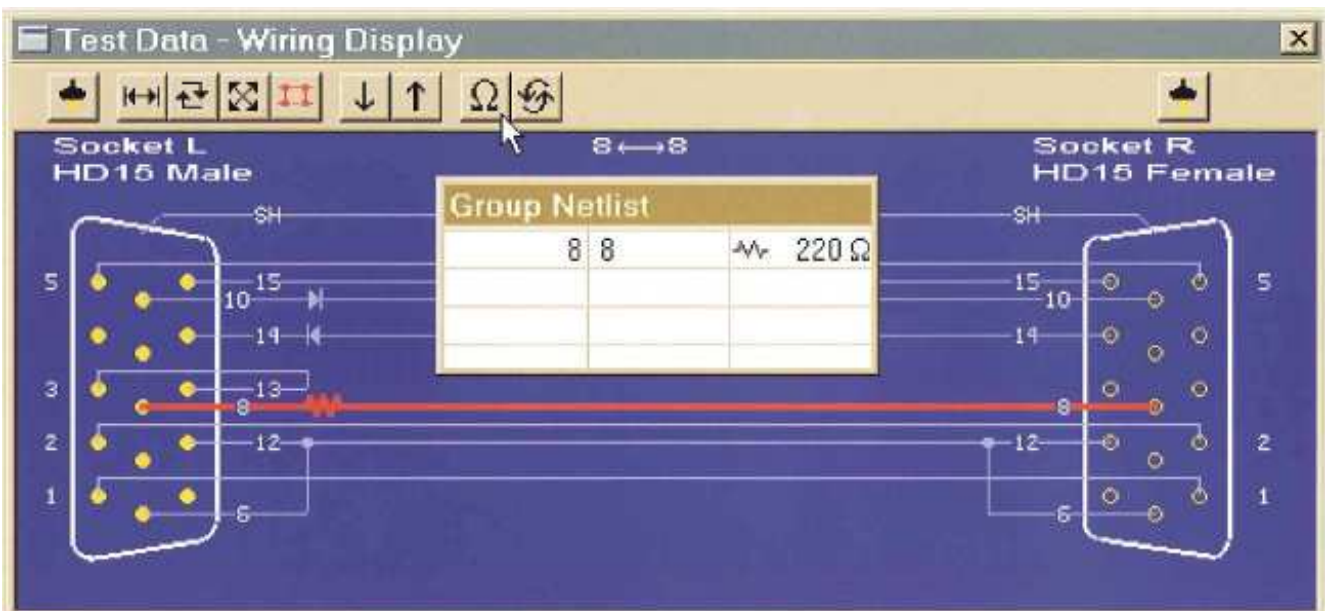 Test Data - Wiring Display
Ω
Socket L
HD15 Male
8↔8
Socket R
HD15 Female
Group Netlist
8 8 220 Ω
SH
SH
5
15
10
15
10
5
14
14
3
13
8
8
2
12
12
2
1
6
6
1